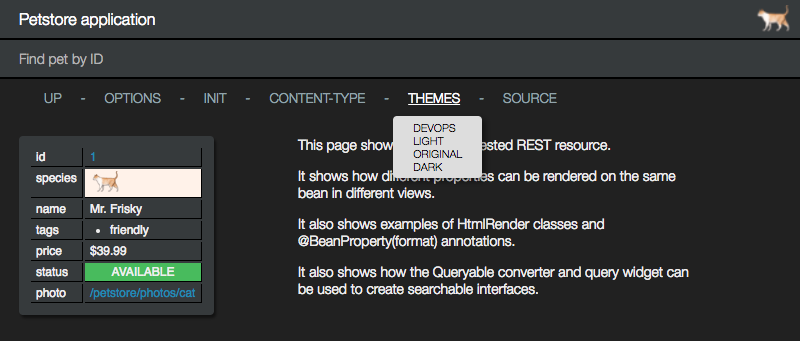 Petstore application
Find pet by ID
UP - OPTIONS - INIT - CONTENT-TYPE - THEMES - SOURCE
DEVOPS
LIGHT
ORIGINAL
DARK
id 1
species
name Mr. Frisky
tags • friendly
price $39.99
status AVAILABLE
photo /petstore/photos/cat
This page show ested REST resource.
It shows how different properties can be rendered on the same
bean in different views.
It also shows examples of HtmlRender classes and
@BeanProperty(format) annotations.
It also shows how the Queryable converter and query widget can
be used to create searchable interfaces.